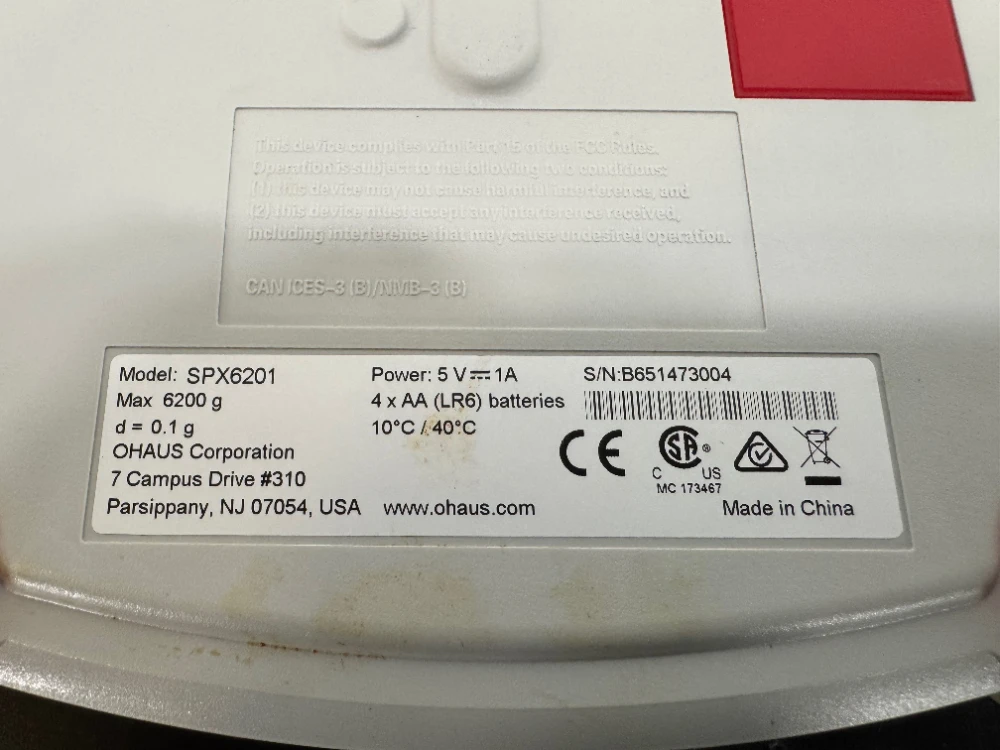 This device complies with Part 15 of the FCC Rules.
Operation is subject to the following two conditions:
(1) this device may not cause harmful interference, and
(2) this device must accept any interference received,
including interference that may cause undesired operation.
CAN ICES-3 (B)/NMB-3 (B)
Model: SPX6201
Max 6200 g
d = 0.1 g
OHAUS Corporation
7 Campus Drive #310
Parsippany, NJ 07054, USA
Power: 5 V⎓1A
4 x AA (LR6) batteries
10°C / 40°C
www.ohaus.com
S/N:B651473004
CE
SA
C US
MC 173467
Made in China